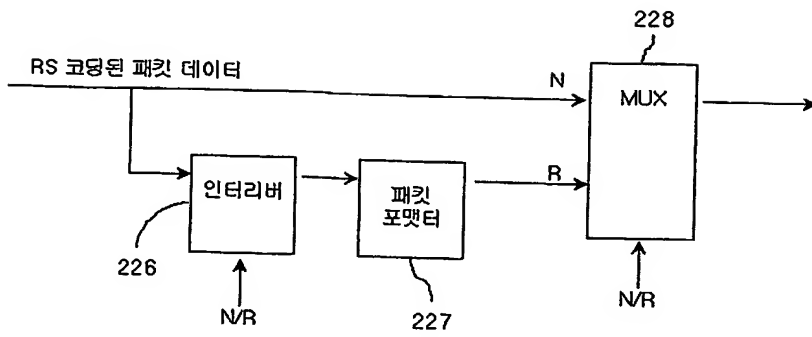 228
RS 코딩된 패킷 데이터
N
MUX
인터리버
패킷
포맷터
R
226
227
N/R
N/R